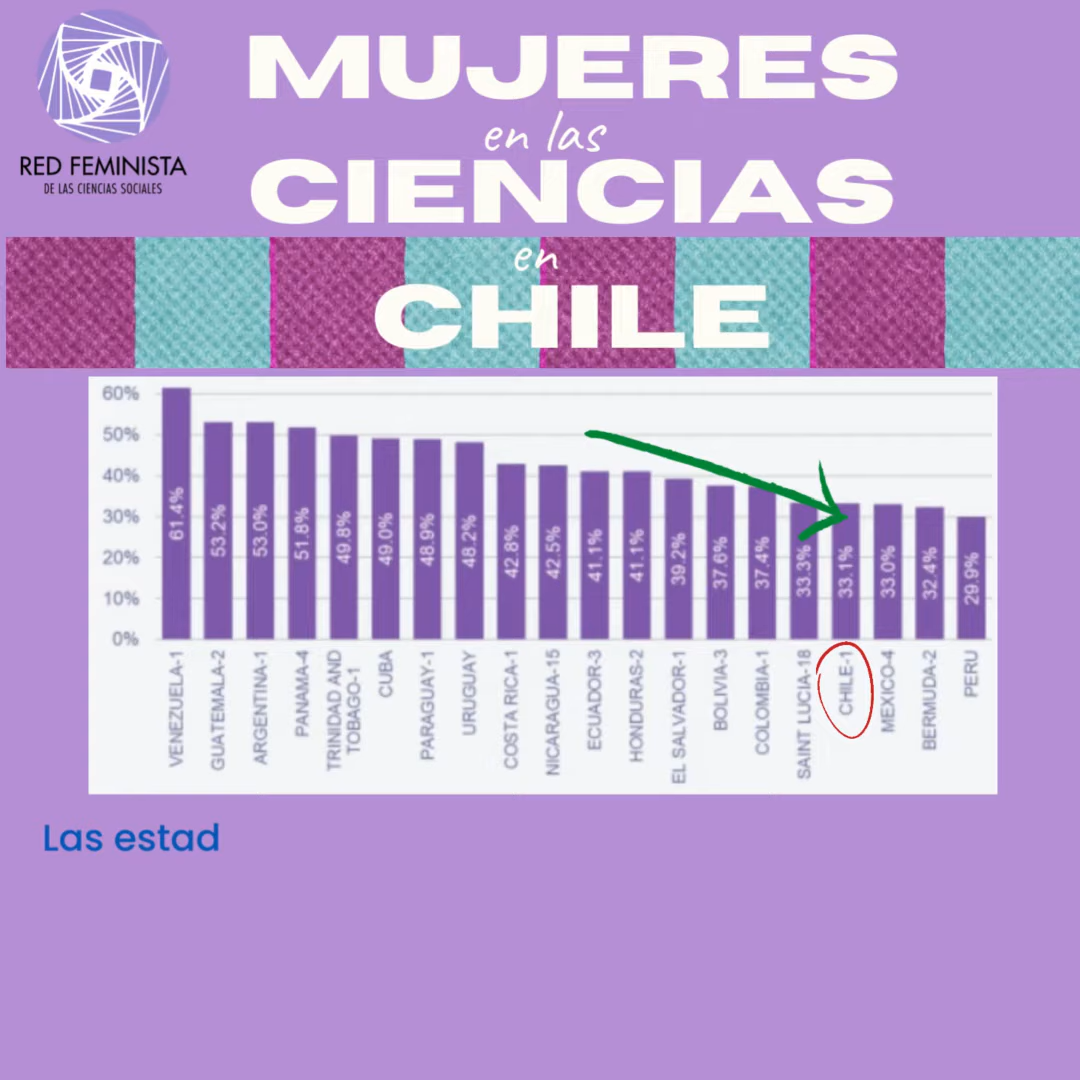 RED FEMINISTA
DE LAS CIENCIAS SOCIALES
MUJERES
en las
CIENCIAS
en
CHILE
60%
50%
40%
30%
20%
10%
0%
61.4%
53.2%
53.0%
51.8%
49.8%
49.0%
48.9%
48.2%
42.8%
42.5%
41.1%
41.1%
39.2%
37.6%
37.4%
33.3%
33.1%
33.0%
32.4%
29.9%
VENEZUELA-1
GUATEMALA-2
ARGENTINA-1
PANAMA-4
TRINIDAD AND
TOBAGO-1
CUBA
PARAGUAY-1
URUGUAY
COSTA RICA-1
NICARAGUA-15
ECUADOR-3
HONDURAS-2
EL SALVADOR-1
BOLIVIA-3
COLOMBIA-1
SAINT LUCIA-18
CHILE-1
MEXICO-4
BERMUDA-2
PERU
Las estad